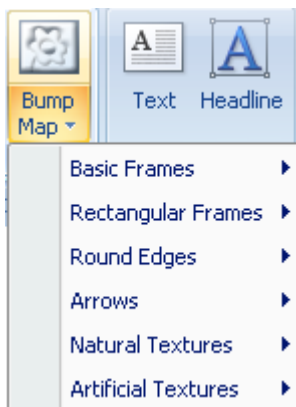 Bump Map
Text
Headline
Basic Frames
Rectangular Frames
Round Edges
Arrows
Natural Textures
Artificial Textures